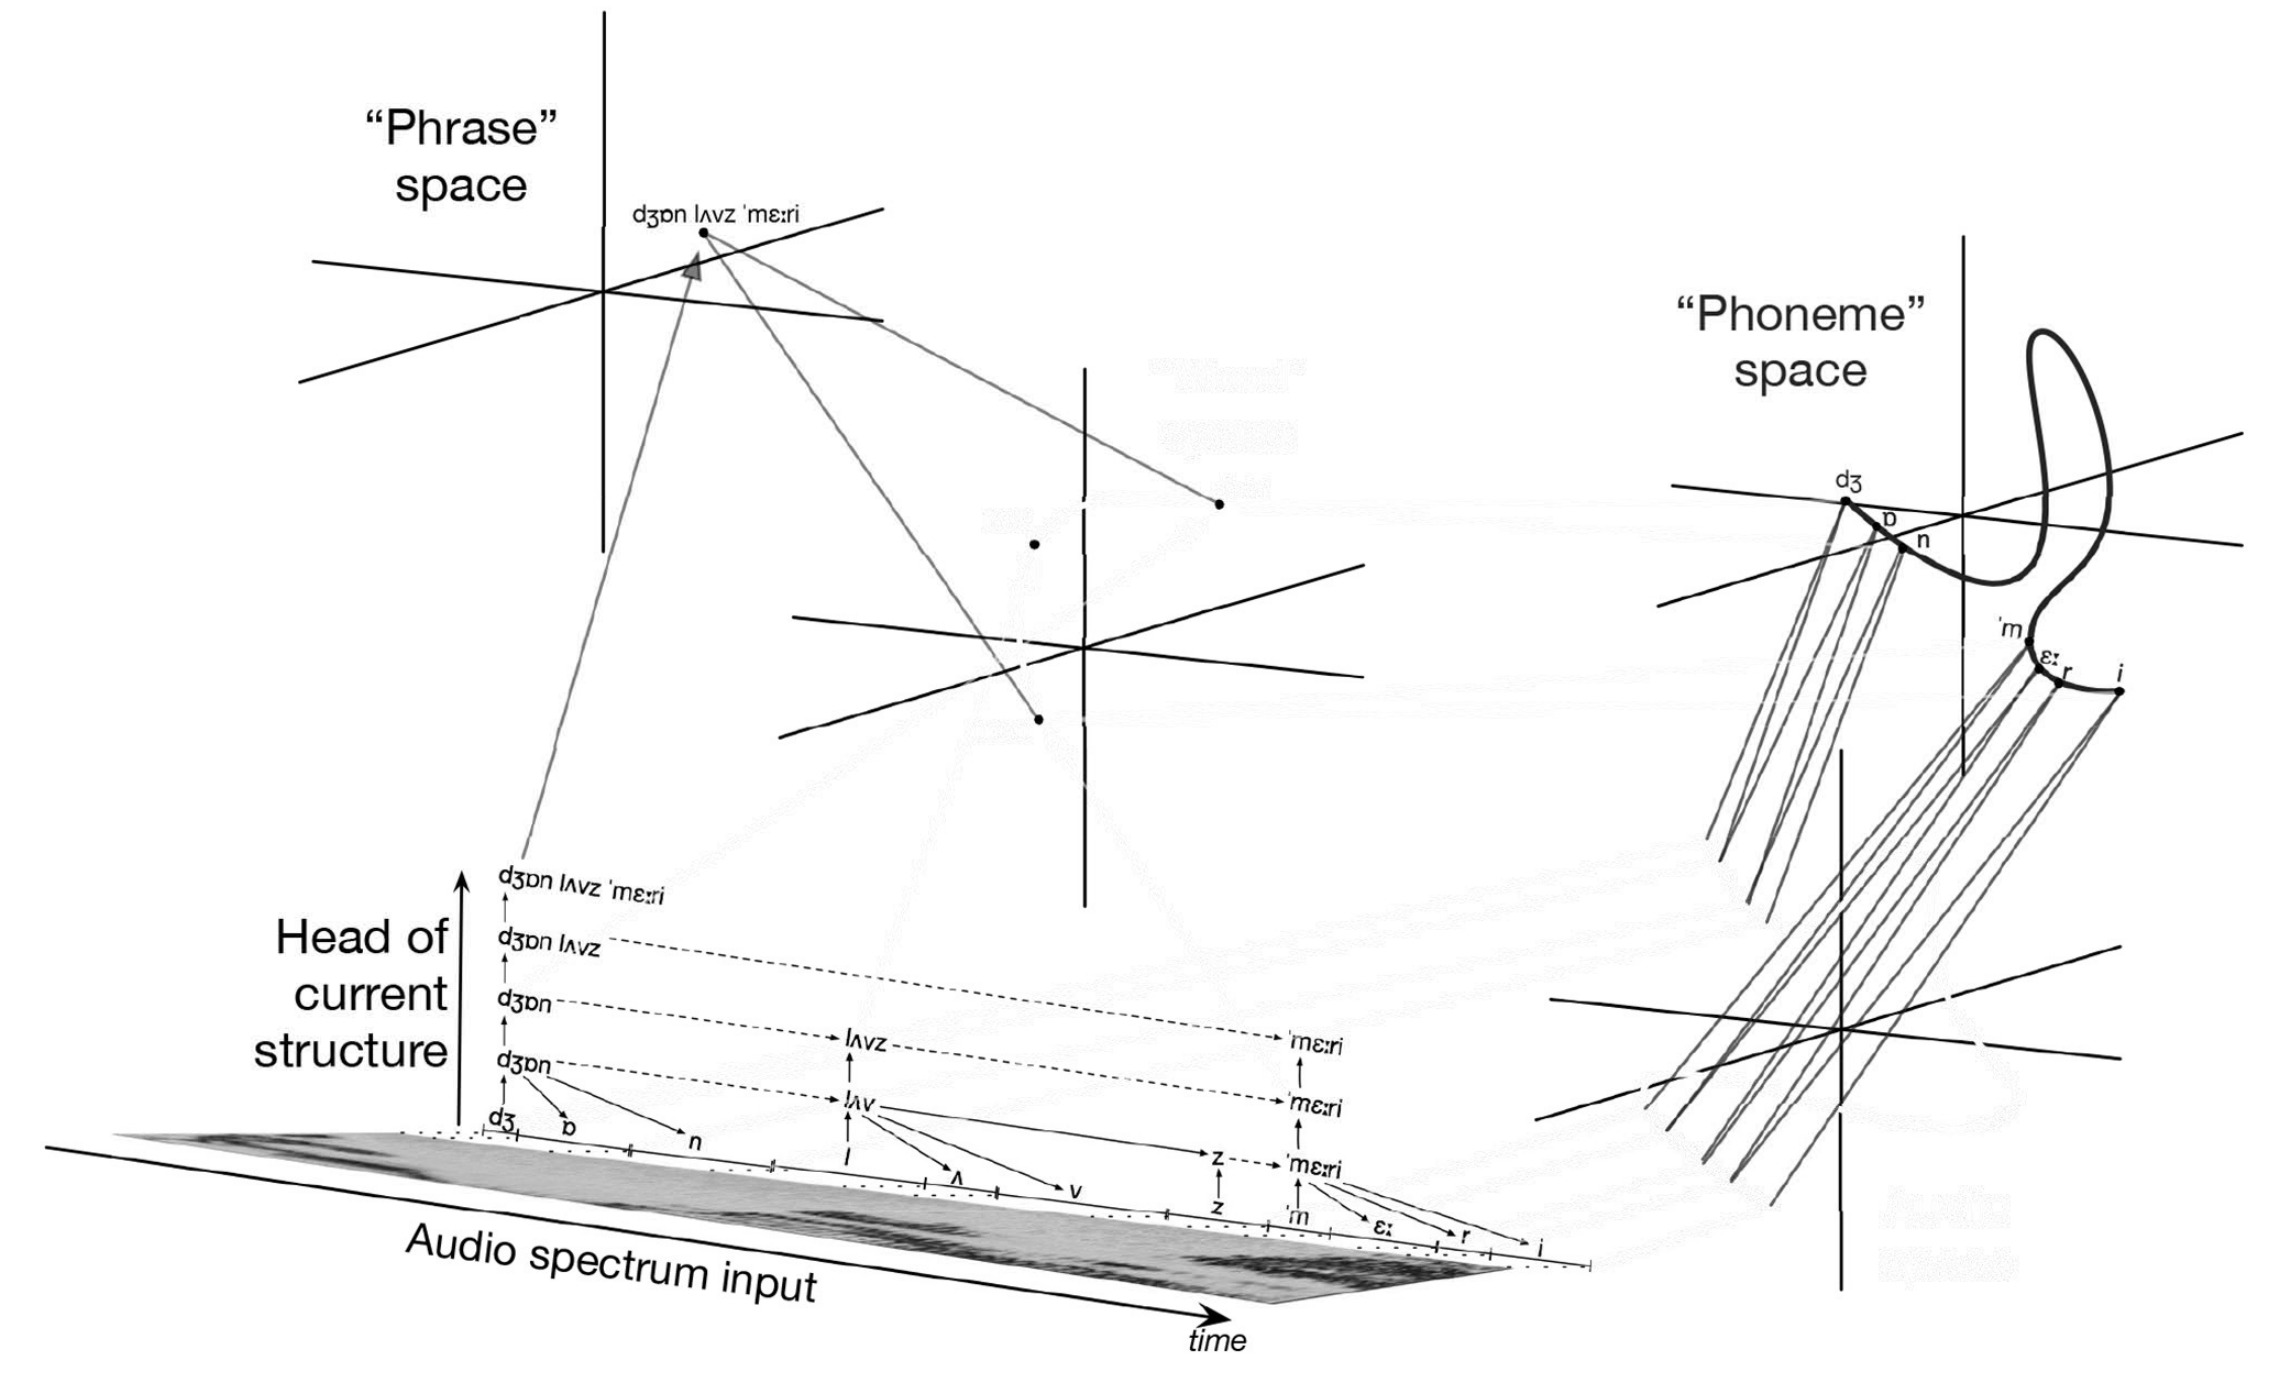 “Phrase”
space
dʒɒn lʌvz ˈmɛːri
“Phoneme”
space
dʒ
ɒ
n
ˈm
ɛː
r
i
Head of
current
structure
dʒɒn lʌvz ˈmɛːri
dʒɒn lʌvz
dʒɒn
lʌvz
ˈmɛːri
dʒɒn
lʌv
ˈmɛːri
dʒ
ɒ
n
l
ʌ
v
z
z
ˈmɛːri
ˈm
ɛː
r
i
Audio spectrum input
time